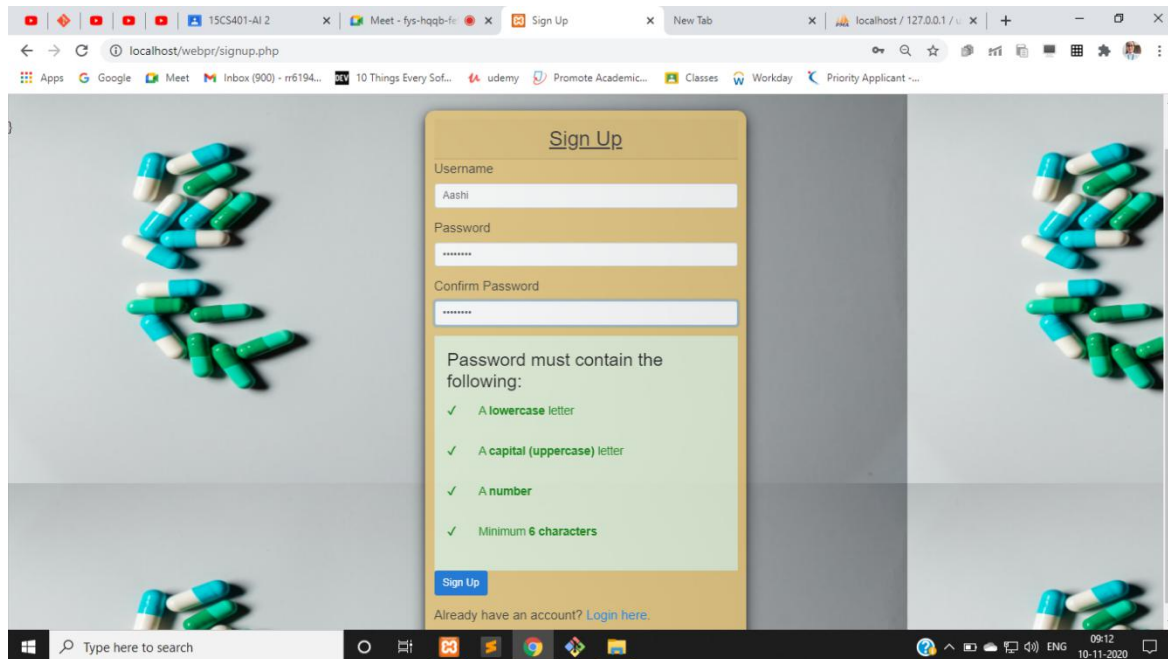 15CS401-AI 2
Meet - fys-hqqb-fe
Sign Up
New Tab
localhost / 127.0.0.1 / u
localhost/webpr/signup.php
Apps
Google
Meet
Inbox (900) - rr6194...
DEV
10 Things Every Sof...
udemy
Promote Academic...
Classes
Workday
Priority Applicant -...
}
Sign Up
Username
Aashi
Password
••••••••
Confirm Password
••••••••
Password must contain the
following:
✓ A lowercase letter
✓ A capital (uppercase) letter
✓ A number
✓ Minimum 6 characters
Sign Up
Already have an account? Login here.
Type here to search
ENG
09:12
10-11-2020